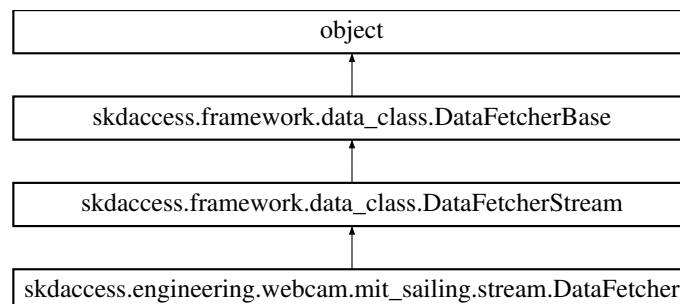 object
skdaccess.framework.data_class.DataFetcherBase
skdaccess.framework.data_class.DataFetcherStream
skdaccess.engineering.webcam.mit_sailing.stream.DataFetcher